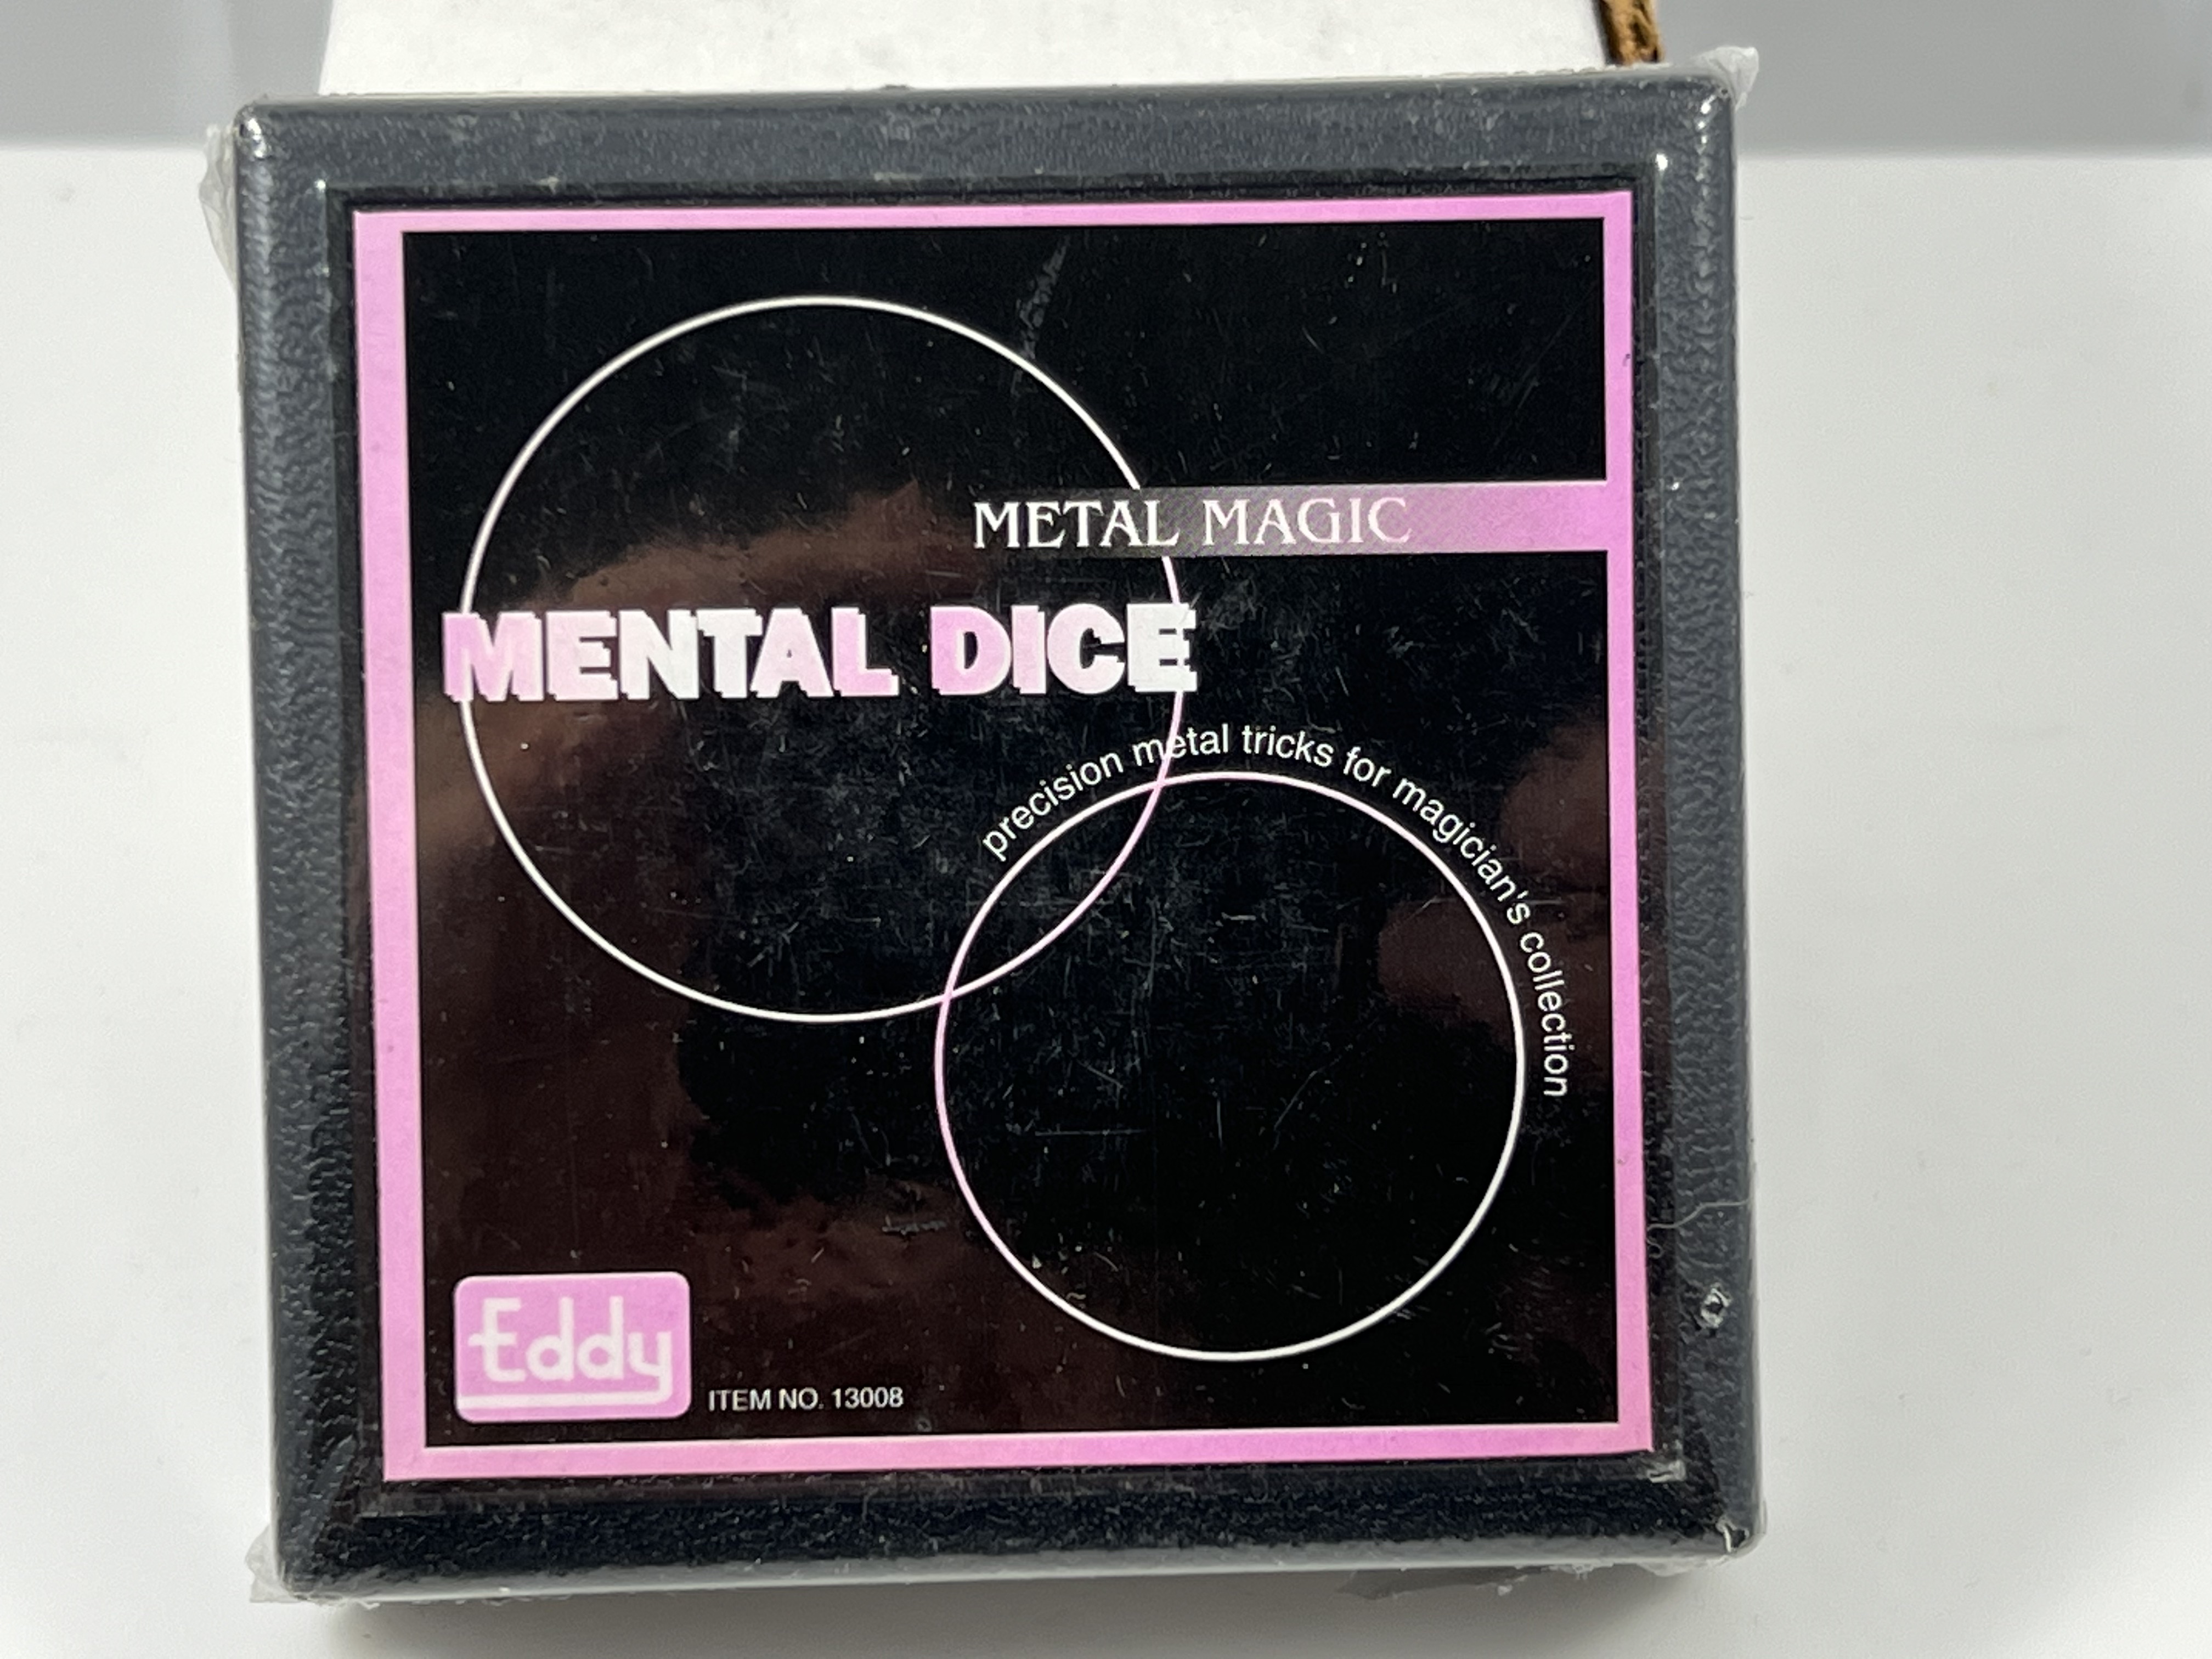 METAL MAGIC
MENTAL DICE
precision metal tricks for magician's collection
Eddy
ITEM NO. 13008